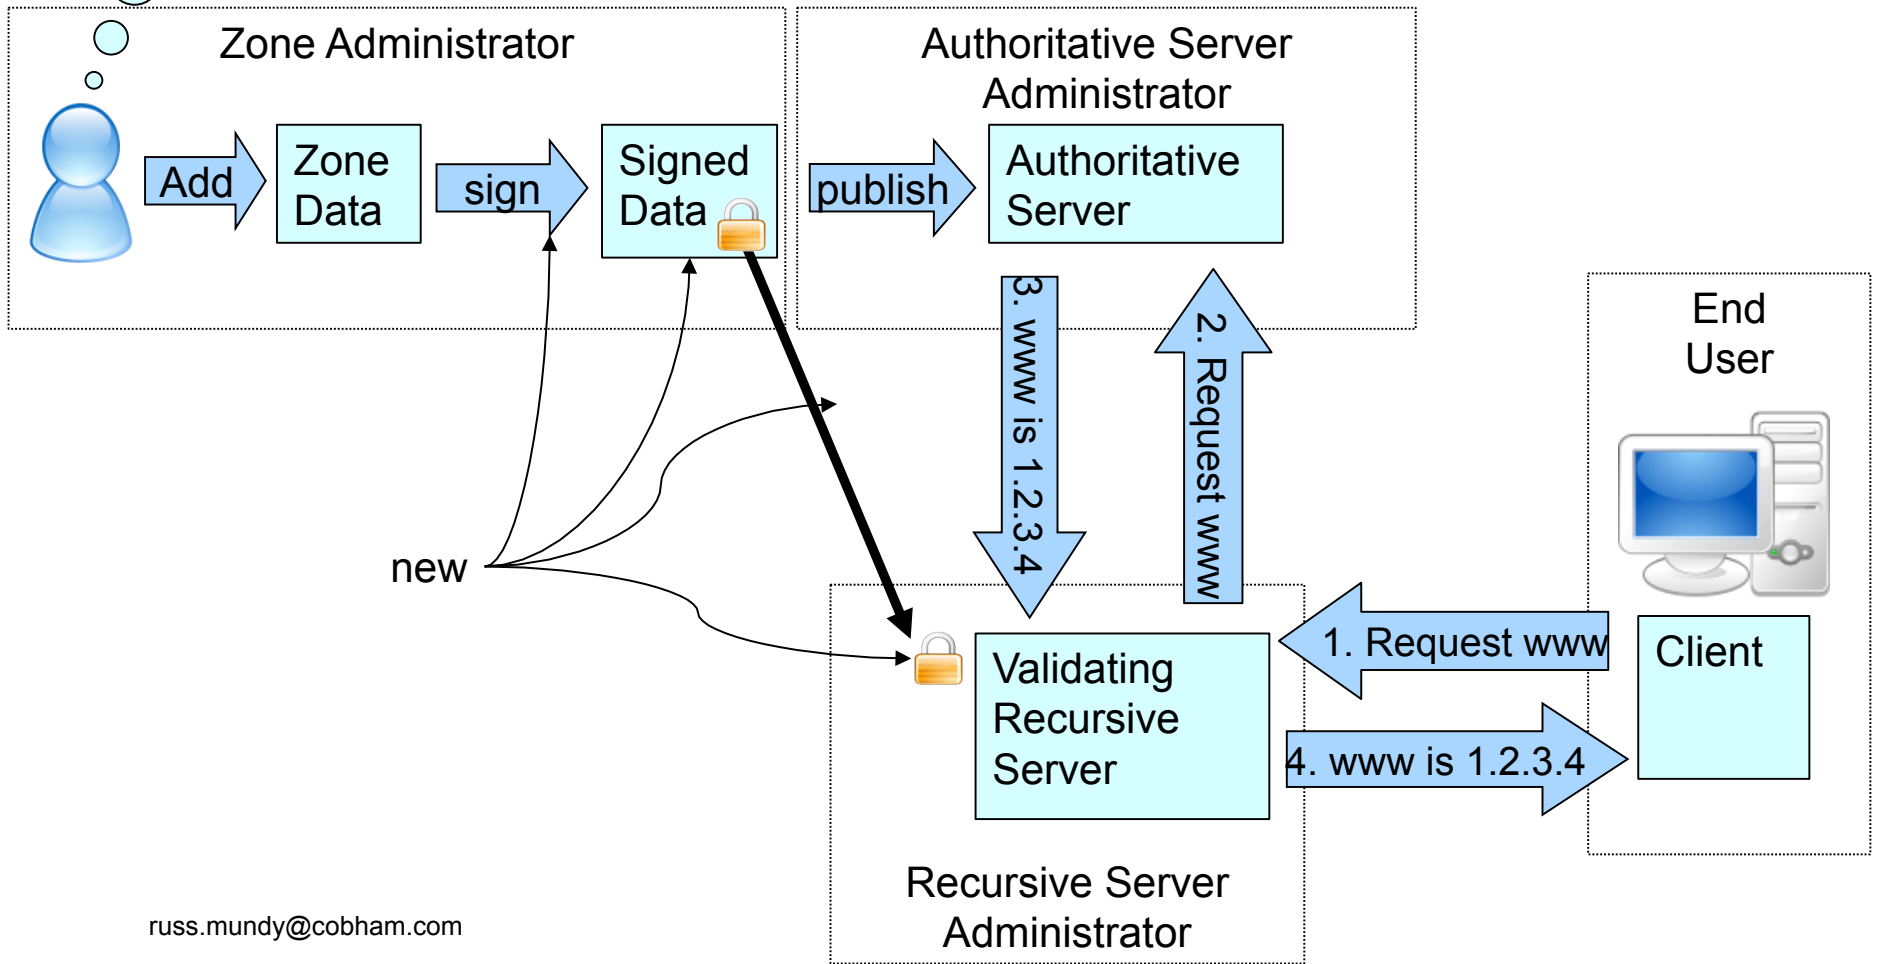 Zone Administrator
Add
Zone
Data
sign
Signed
Data
Authoritative Server
Administrator
publish
Authoritative
Server
3. www is 1.2.3.4
2. Request www
End
User
new
1. Request www
Client
Validating
Recursive
Server
4. www is 1.2.3.4
Recursive Server
Administrator
russ.mundy@cobham.com